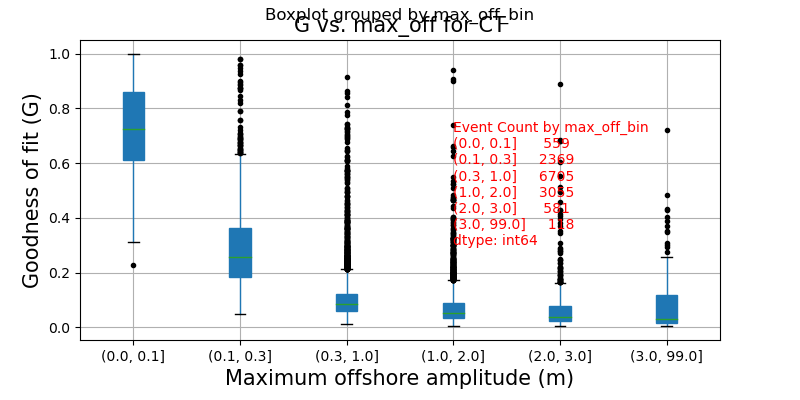 Boxplot grouped by max_off_bin
G vs. max_off for CT
Goodness of fit (G)
1.0
0.8
0.6
0.4
0.2
0.0
Event Count by max_off_bin
(0.0, 0.1] 559
(0.1, 0.3] 2369
(0.3, 1.0]
(1.0, 2.0]
(2.0, 3.0] 581
(3.0, 99.0]
dtype: int64
(0.0, 0.1] (0.1, 0.3] (0.3, 1.0] (1.0, 2.0] (2.0, 3.0] (3.0, 99.0]
Maximum offshore amplitude (m)